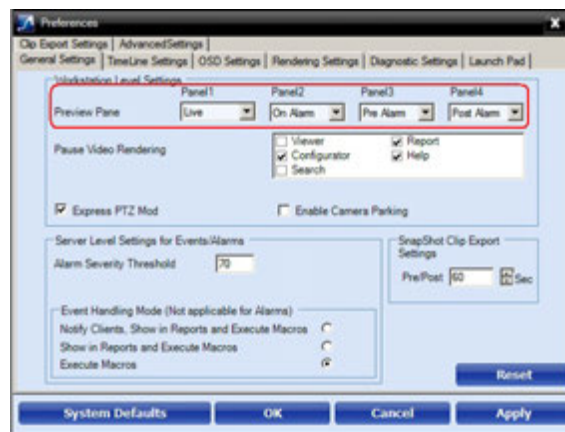 Preferences
x
Clip Export Settings AdvancedSettings
General Settings TimeLine Settings OSD Settings Rendering Settings Diagnostic Settings Launch Pad
Workstation Level Settings
Panel1 Panel2 Panel3 Panel4
Preview Pane Live On Alarm Pre Alarm Post Alarm
Pause Video Rendering
Viewer Report
Configurator Help
Search
Express PTZ Mod Enable Camera Parking
Server Level Settings for Events/Alarms
Alarm Severity Threshold 70
SnapShot Clip Export
Settings
Pre/Post 60 Sec
Event Handling Mode (Not applicable for Alarms)
Notify Clients, Show in Reports and Execute Macros
Show in Reports and Execute Macros
Execute Macros
Reset
System Defaults OK Cancel Apply